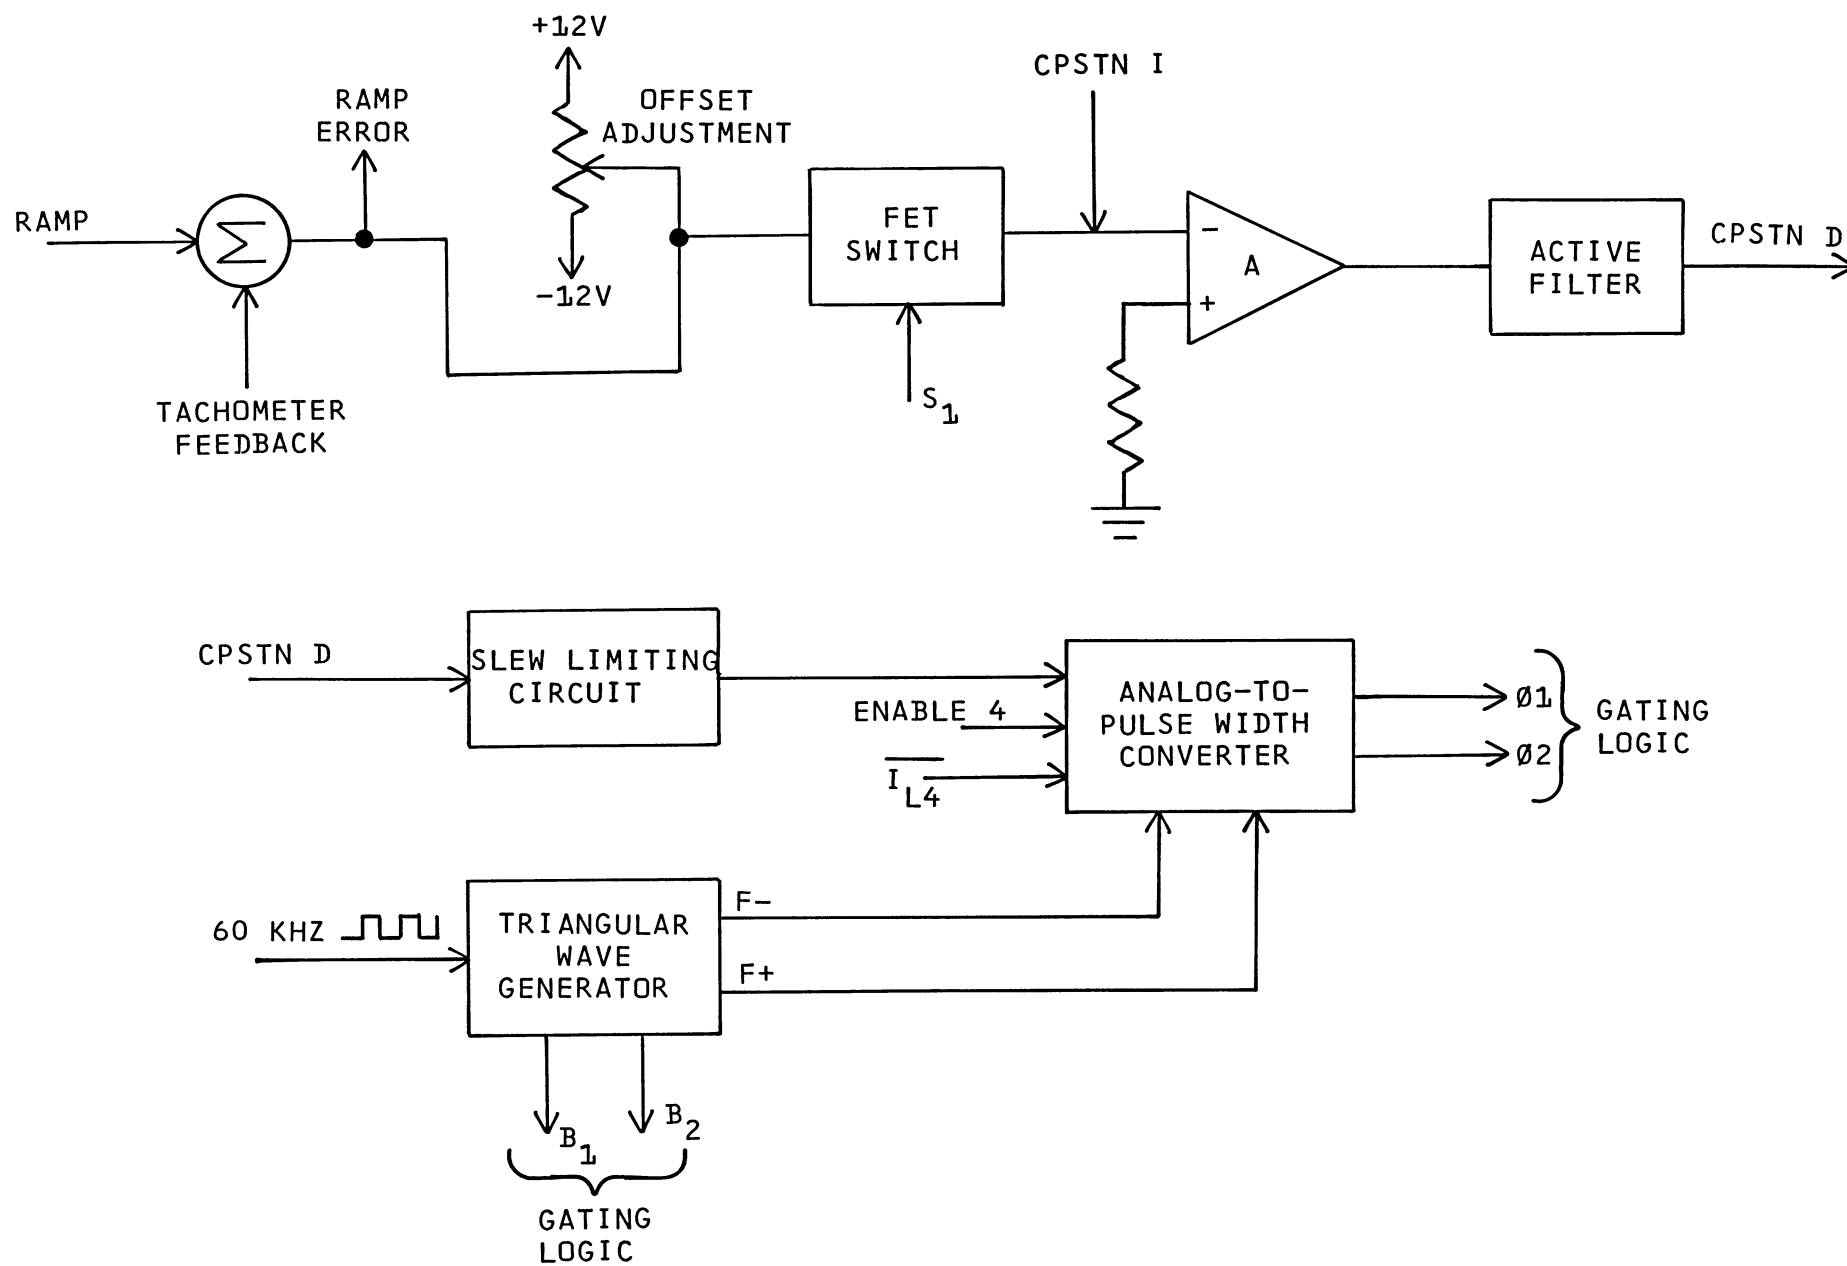 +12V
CPSTN I
RAMP
ERROR
OFFSET
ADJUSTMENT
RAMP
Σ
FET
SWITCH
-
A
+
ACTIVE
FILTER
CPSTN D
-12V
S1
TACHOMETER
FEEDBACK
CPSTN D
SLEW LIMITING
CIRCUIT
ENABLE 4
I̅L4
ANALOG-TO-
PULSE WIDTH
CONVERTER
Ø1
Ø2
GATING
LOGIC
60 KHZ
TRIANGULAR
WAVE
GENERATOR
F-
F+
B1
B2
GATING
LOGIC